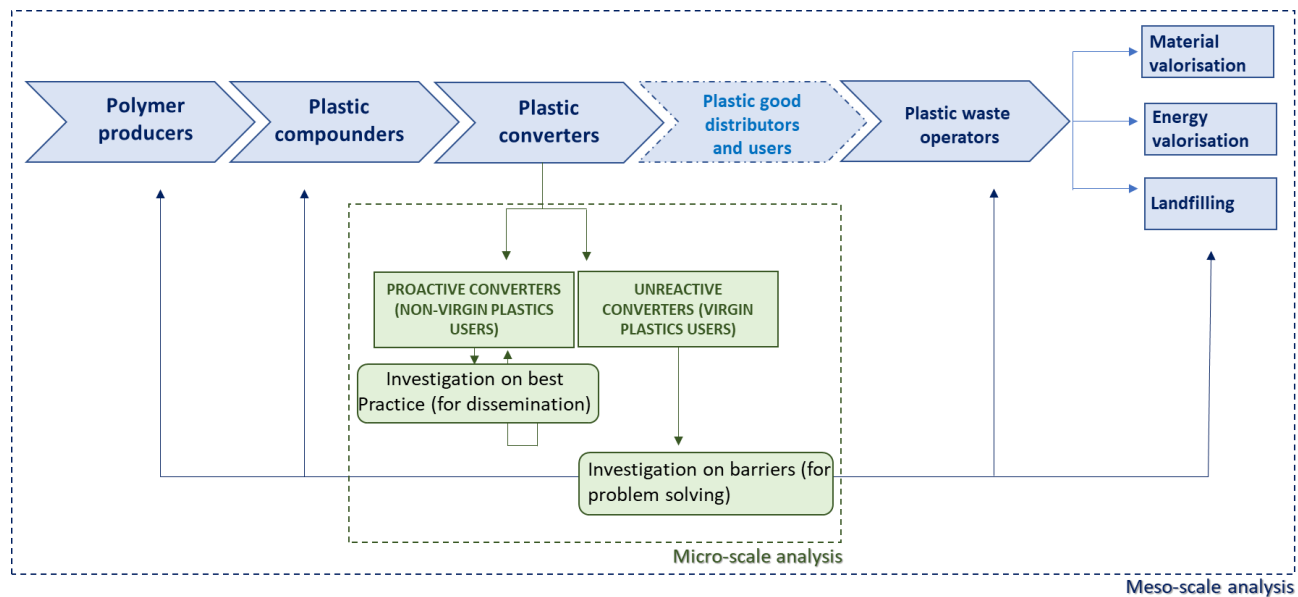 Polymer
producers
Plastic
compounders
Plastic
converters
Plastic good
distributors
and users
Plastic waste
operators
Material
valorisation
Energy
valorisation
Landfilling
PROACTIVE CONVERTERS
(NON-VIRGIN PLASTICS
USERS)
UNREACTIVE
CONVERTERS (VIRGIN
PLASTICS USERS)
Investigation on best
Practice (for dissemination)
Investigation on barriers (for
problem solving)
Micro-scale analysis
Meso-scale analysis